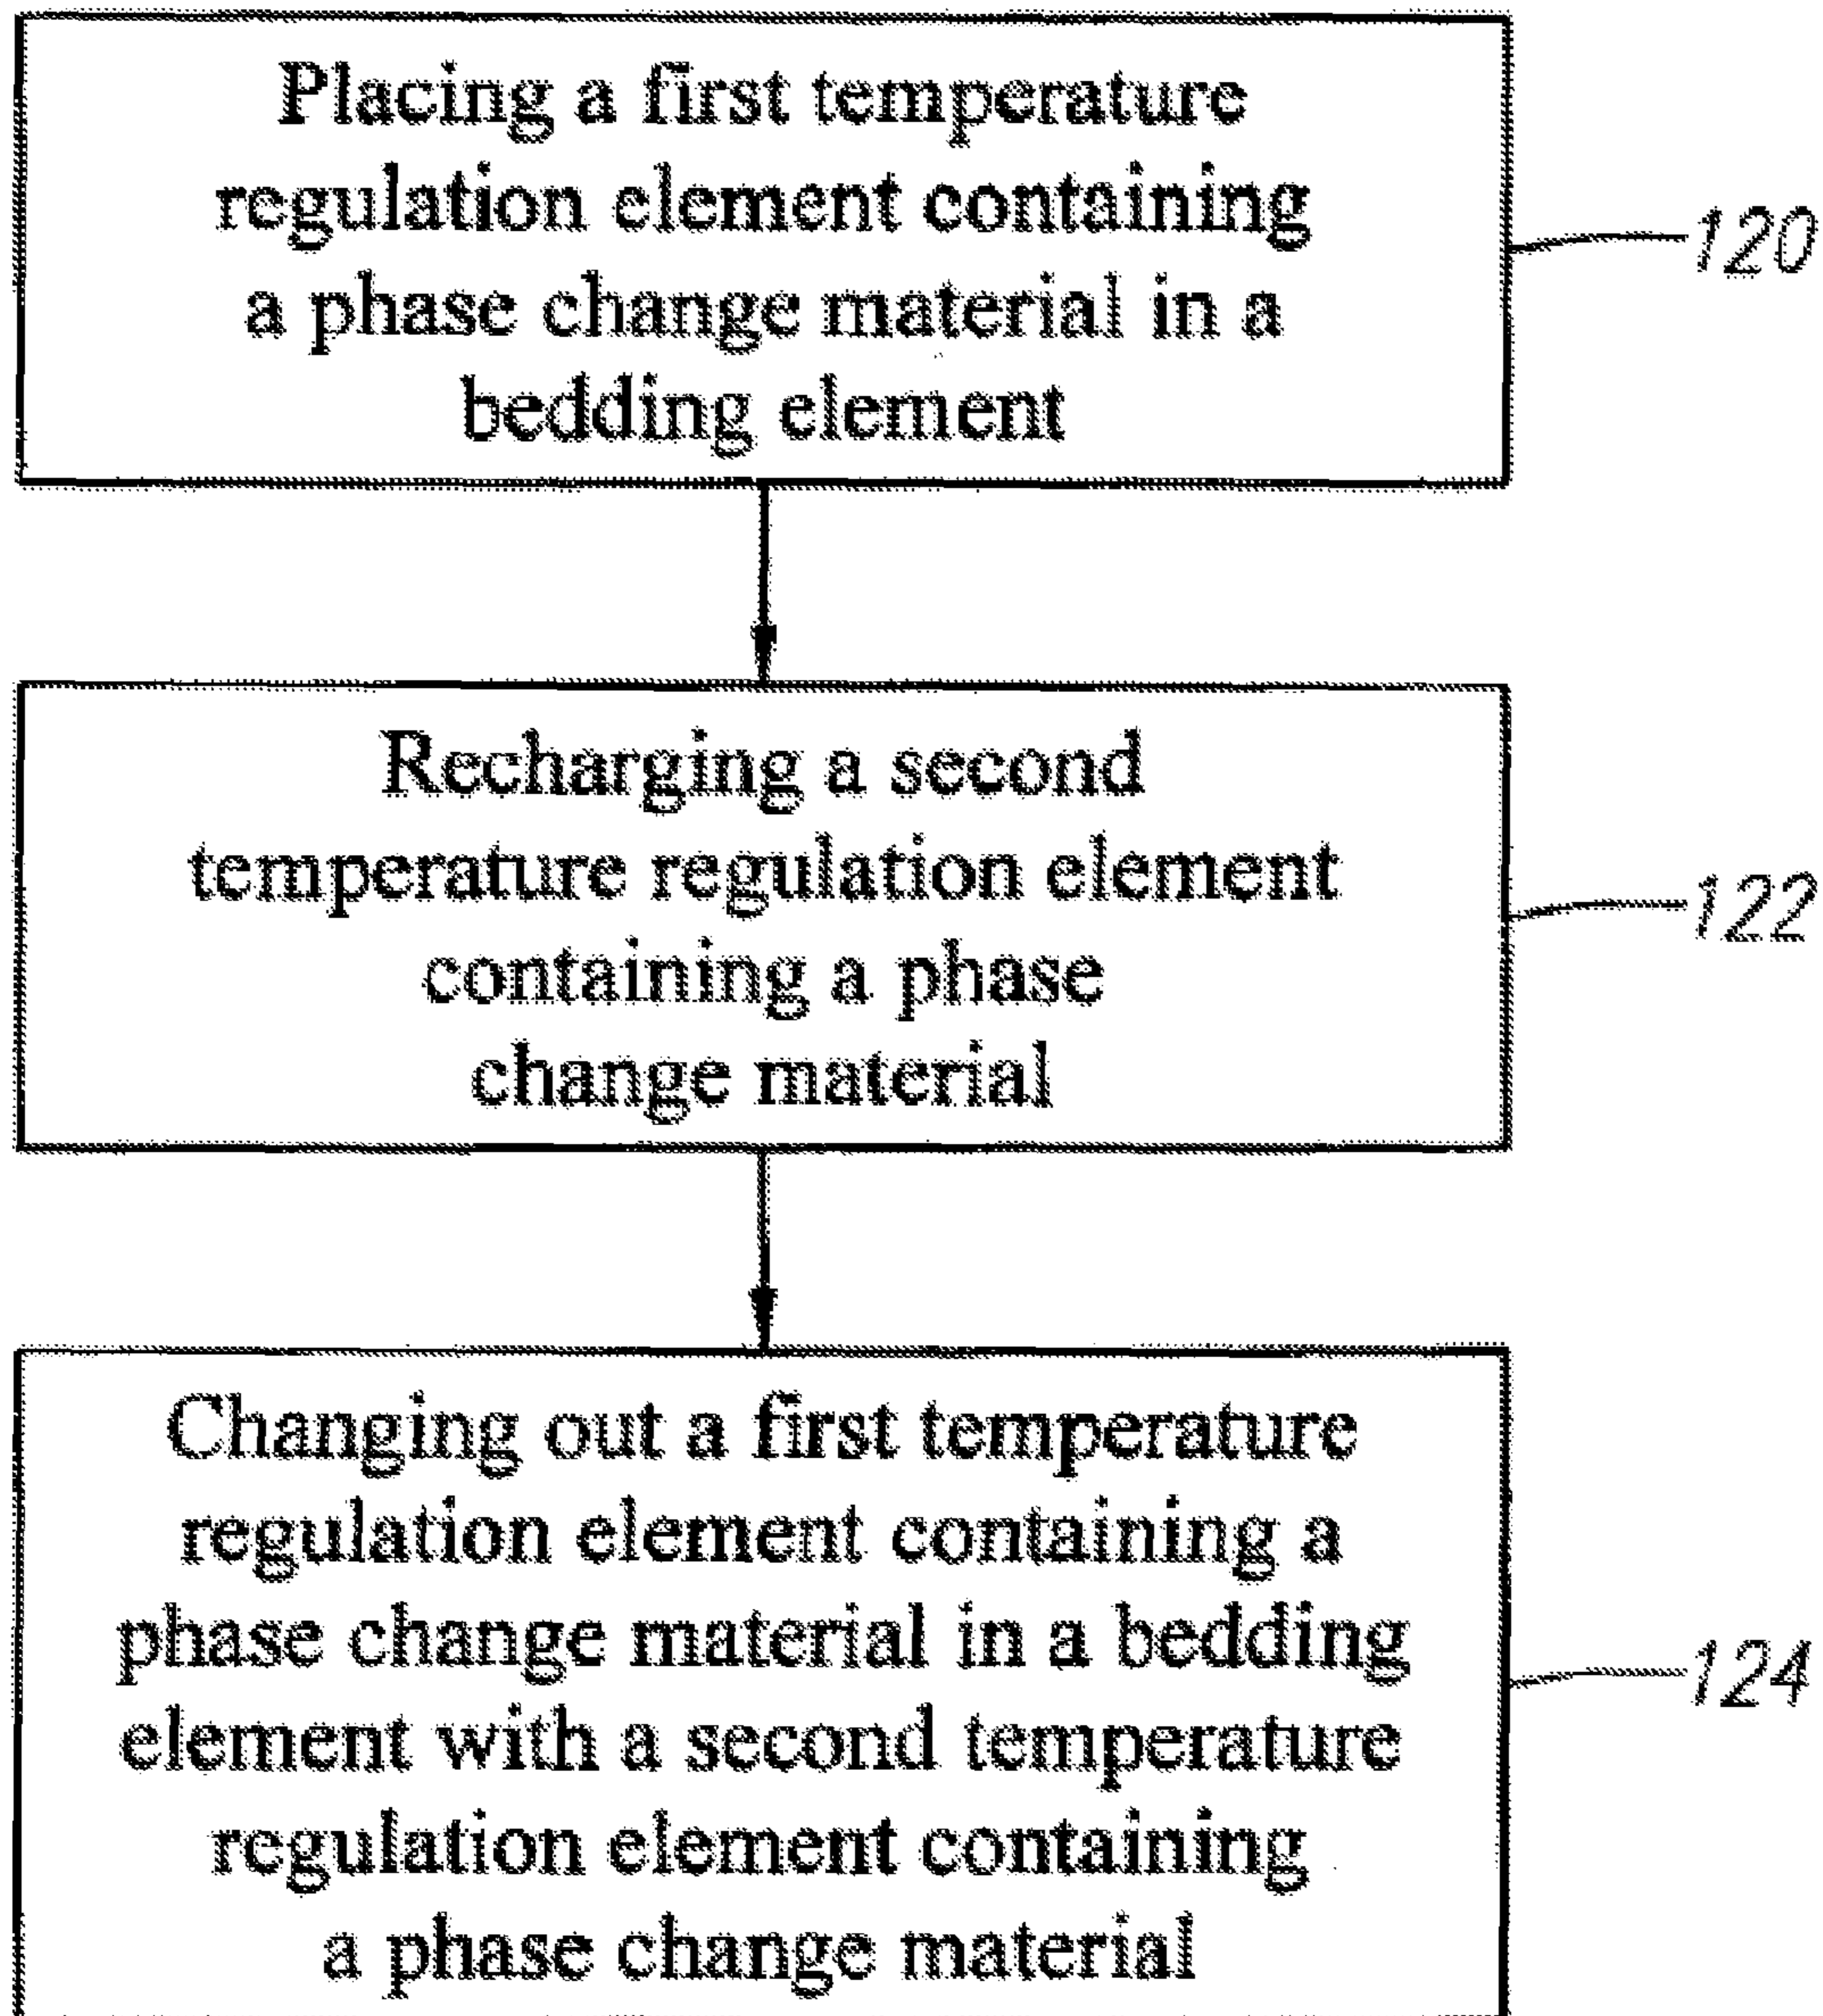 Placing a first temperature
regulation element containing
a phase change material in a
bedding element
120
Recharging a second
temperature regulation element
containing a phase
change material
122
Changing out a first temperature
regulation element containing a
phase change material in a bedding
element with a second temperature
regulation element containing
a phase change material
124